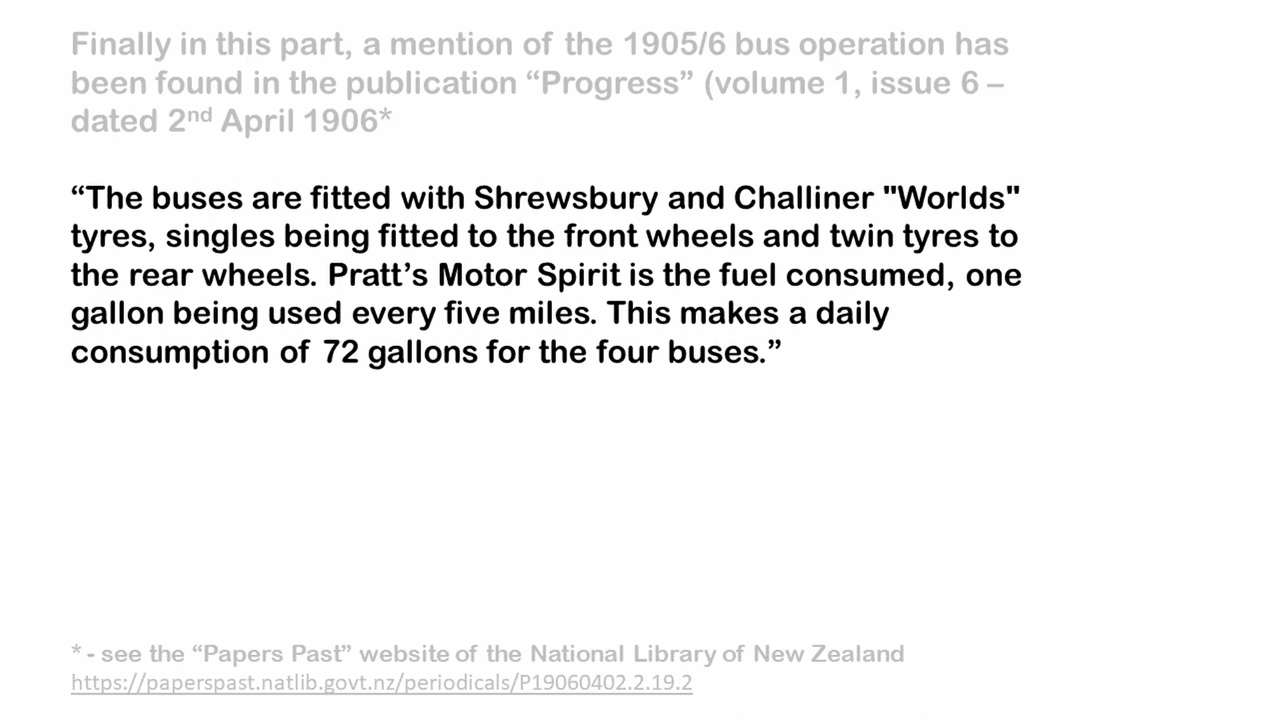 Finally in this part, a mention of the 1905/6 bus operation has
been found in the publication “Progress” (volume 1, issue 6 –
dated 2nd April 1906*
“The buses are fitted with Shrewsbury and Challiner "Worlds"
tyres, singles being fitted to the front wheels and twin tyres to
the rear wheels. Pratt’s Motor Spirit is the fuel consumed, one
gallon being used every five miles. This makes a daily
consumption of 72 gallons for the four buses.”
* - see the “Papers Past” website of the National Library of New Zealand
https://paperspast.natlib.govt.nz/periodicals/P19060402.2.19.2